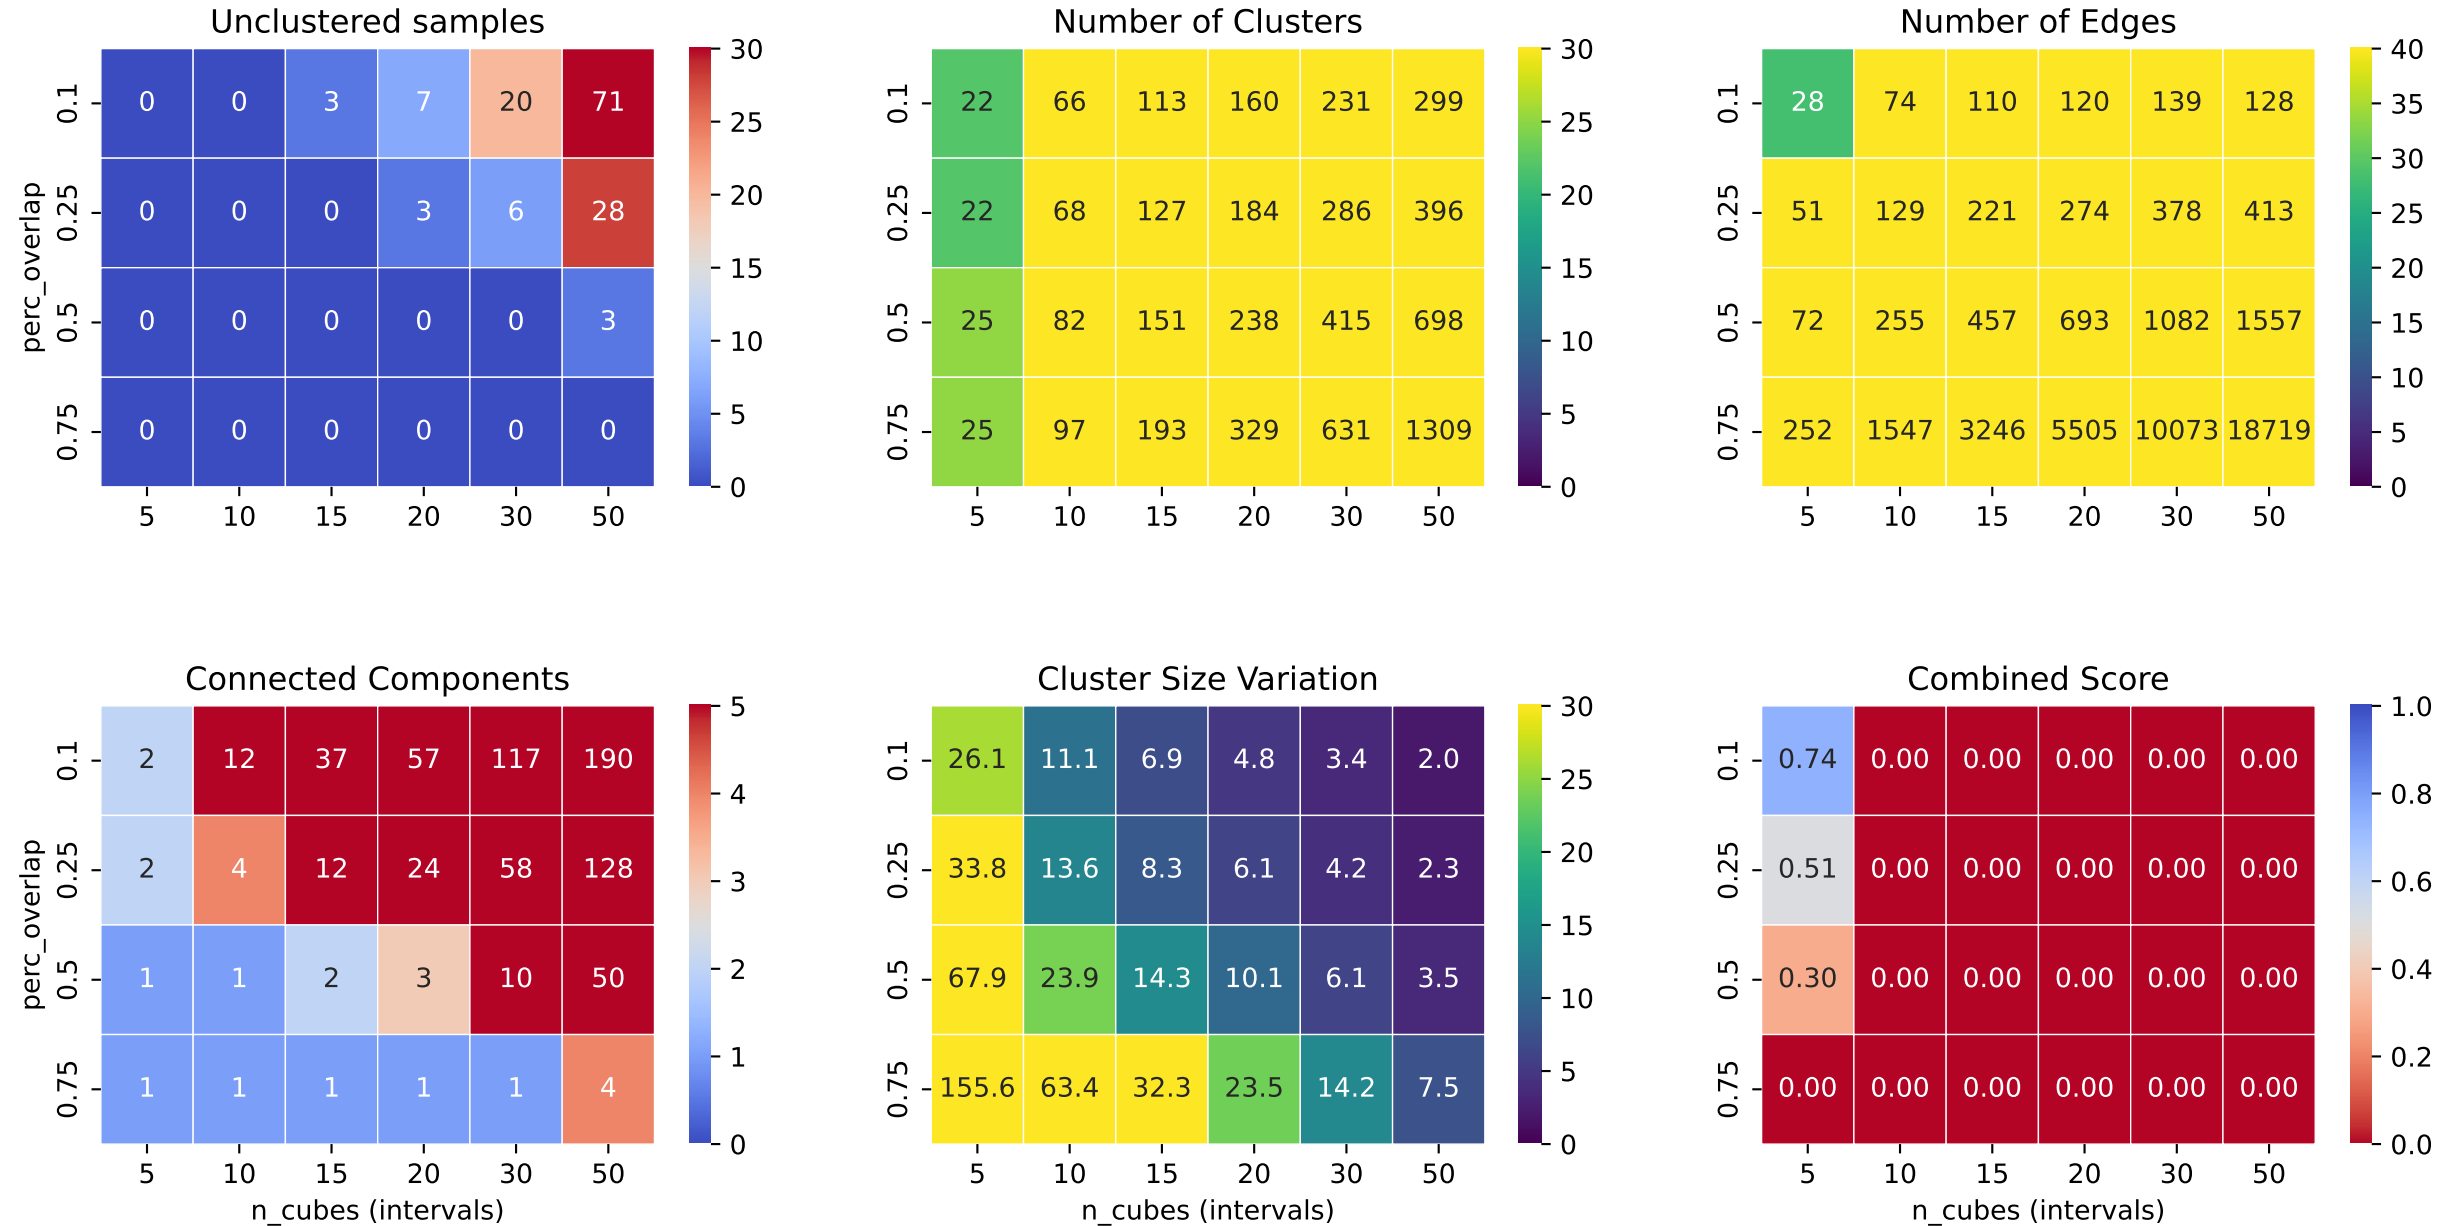 Unclustered samples
perc_overlap
0.1
0 0 3 7 20 71
0.25
0 0 0 3 6 28
0.5
0 0 0 0 0 3
0.75
0 0 0 0 0 0
5 10 15 20 30 50
30
25
20
15
10
5
0
Number of Clusters
0.1
22 66 113 160 231 299
0.25
22 68 127 184 286 396
0.5
25 82 151 238 415 698
0.75
25 97 193 329 631 1309
5 10 15 20 30 50
30
25
20
15
10
5
0
Number of Edges
0.1
28 74 110 120 139 128
0.25
51 129 221 274 378 413
0.5
72 255 457 693 1082 1557
0.75
252 1547 3246 5505 10073 18719
5 10 15 20 30 50
40
35
30
25
20
15
10
5
0
Connected Components
perc_overlap
0.1
2 12 37 57 117 190
0.25
2 4 12 24 58 128
0.5
1 1 2 3 10 50
0.75
1 1 1 1 1 4
5 10 15 20 30 50
n_cubes (intervals)
5
4
3
2
1
0
Cluster Size Variation
0.1
26.1 11.1 6.9 4.8 3.4 2.0
0.25
33.8 13.6 8.3 6.1 4.2 2.3
0.5
67.9 23.9 14.3 10.1 6.1 3.5
0.75
155.6 63.4 32.3 23.5 14.2 7.5
5 10 15 20 30 50
n_cubes (intervals)
30
25
20
15
10
5
0
Combined Score
0.1
0.74 0.00 0.00 0.00 0.00 0.00
0.25
0.51 0.00 0.00 0.00 0.00 0.00
0.5
0.30 0.00 0.00 0.00 0.00 0.00
0.75
0.00 0.00 0.00 0.00 0.00 0.00
5 10 15 20 30 50
n_cubes (intervals)
1.0
0.8
0.6
0.4
0.2
0.0